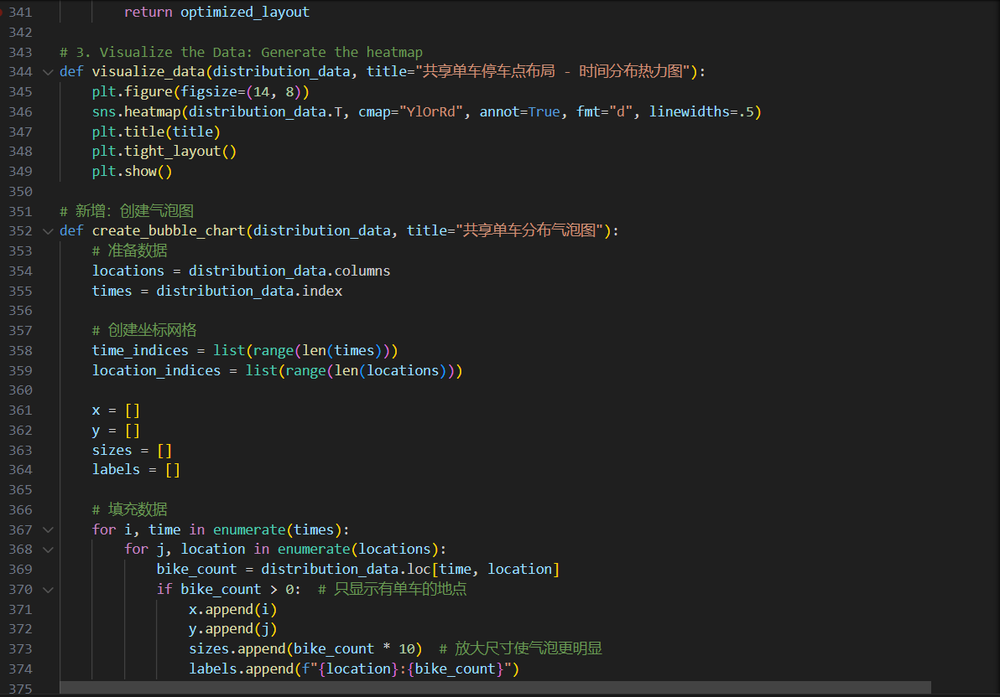 341 return optimized_layout
342
343 # 3. Visualize the Data: Generate the heatmap
344 def visualize_data(distribution_data, title="共享单车停车点布局 - 时间分布热力图"):
345 plt.figure(figsize=(14, 8))
346 sns.heatmap(distribution_data.T, cmap="YlOrRd", annot=True, fmt="d", linewidths=.5)
347 plt.title(title)
348 plt.tight_layout()
349 plt.show()
350
351 # 新增: 创建气泡图
352 def create_bubble_chart(distribution_data, title="共享单车分布气泡图"):
353 # 准备数据
354 locations = distribution_data.columns
355 times = distribution_data.index
356
357 # 创建坐标网格
358 time_indices = list(range(len(times)))
359 location_indices = list(range(len(locations)))
360
361 x = []
362 y = []
363 sizes = []
364 labels = []
365
366 # 填充数据
367 for i, time in enumerate(times):
368 for j, location in enumerate(locations):
369 bike_count = distribution_data.loc[time, location]
370 if bike_count > 0: # 只显示有单车的地点
371 x.append(i)
372 y.append(j)
373 sizes.append(bike_count * 10) # 放大尺寸使气泡更明显
374 labels.append(f"{location}:{bike_count}")
375